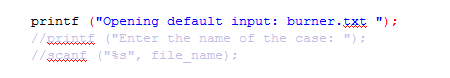 printf ("Opening default input: burner.txt ");
//printf ("Enter the name of the case: ");
//scanf ("%s", file_name);